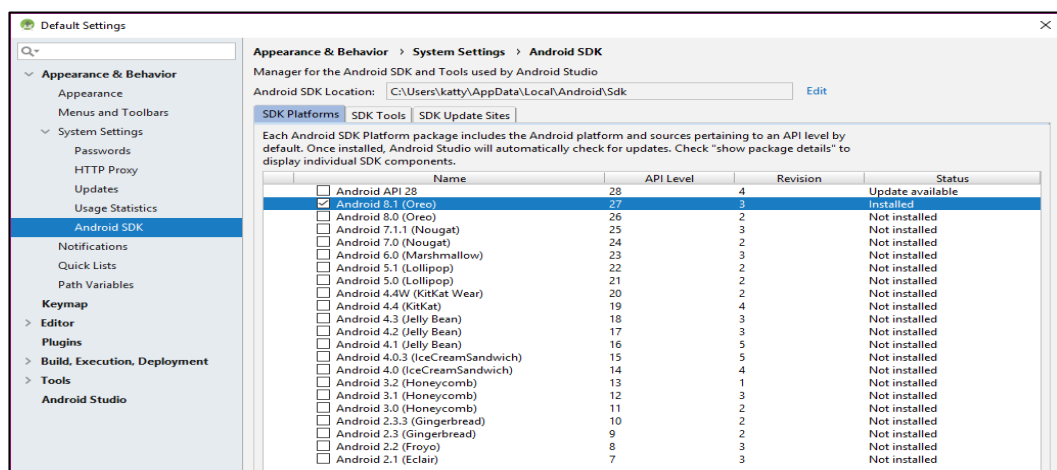 Default Settings
Appearance & Behavior
Appearance
Menus and Toolbars
System Settings
Passwords
HTTP Proxy
Updates
Usage Statistics
Android SDK
Notifications
Quick Lists
Path Variables
Keymap
Editor
Plugins
Build, Execution, Deployment
Tools
Android Studio
Appearance & Behavior › System Settings › Android SDK
Manager for the Android SDK and Tools used by Android Studio
Android SDK Location: C:\Users\katty\AppData\Local\Android\Sdk Edit
SDK Platforms SDK Tools SDK Update Sites
Each Android SDK Platform package includes the Android platform and sources pertaining to an API level by
default. Once installed, Android Studio will automatically check for updates. Check "show package details" to
display individual SDK components.
Name API Level Revision Status
Android API 28 28 4 Update available
Android 8.1 (Oreo) 27 3 Installed
Android 8.0 (Oreo) 26 2 Not installed
Android 7.1.1 (Nougat) 25 3 Not installed
Android 7.0 (Nougat) 24 2 Not installed
Android 6.0 (Marshmallow) 23 3 Not installed
Android 5.1 (Lollipop) 22 2 Not installed
Android 5.0 (Lollipop) 21 2 Not installed
Android 4.4W (KitKat Wear) 20 2 Not installed
Android 4.4 (KitKat) 19 4 Not installed
Android 4.3 (Jelly Bean) 18 3 Not installed
Android 4.2 (Jelly Bean) 17 3 Not installed
Android 4.1 (Jelly Bean) 16 5 Not installed
Android 4.0.3 (IceCreamSandwich) 15 5 Not installed
Android 4.0 (IceCreamSandwich) 14 4 Not installed
Android 3.2 (Honeycomb) 13 1 Not installed
Android 3.1 (Honeycomb) 12 3 Not installed
Android 3.0 (Honeycomb) 11 2 Not installed
Android 2.3.3 (Gingerbread) 10 2 Not installed
Android 2.3 (Gingerbread) 9 2 Not installed
Android 2.2 (Froyo) 8 3 Not installed
Android 2.1 (Eclair) 7 3 Not installed